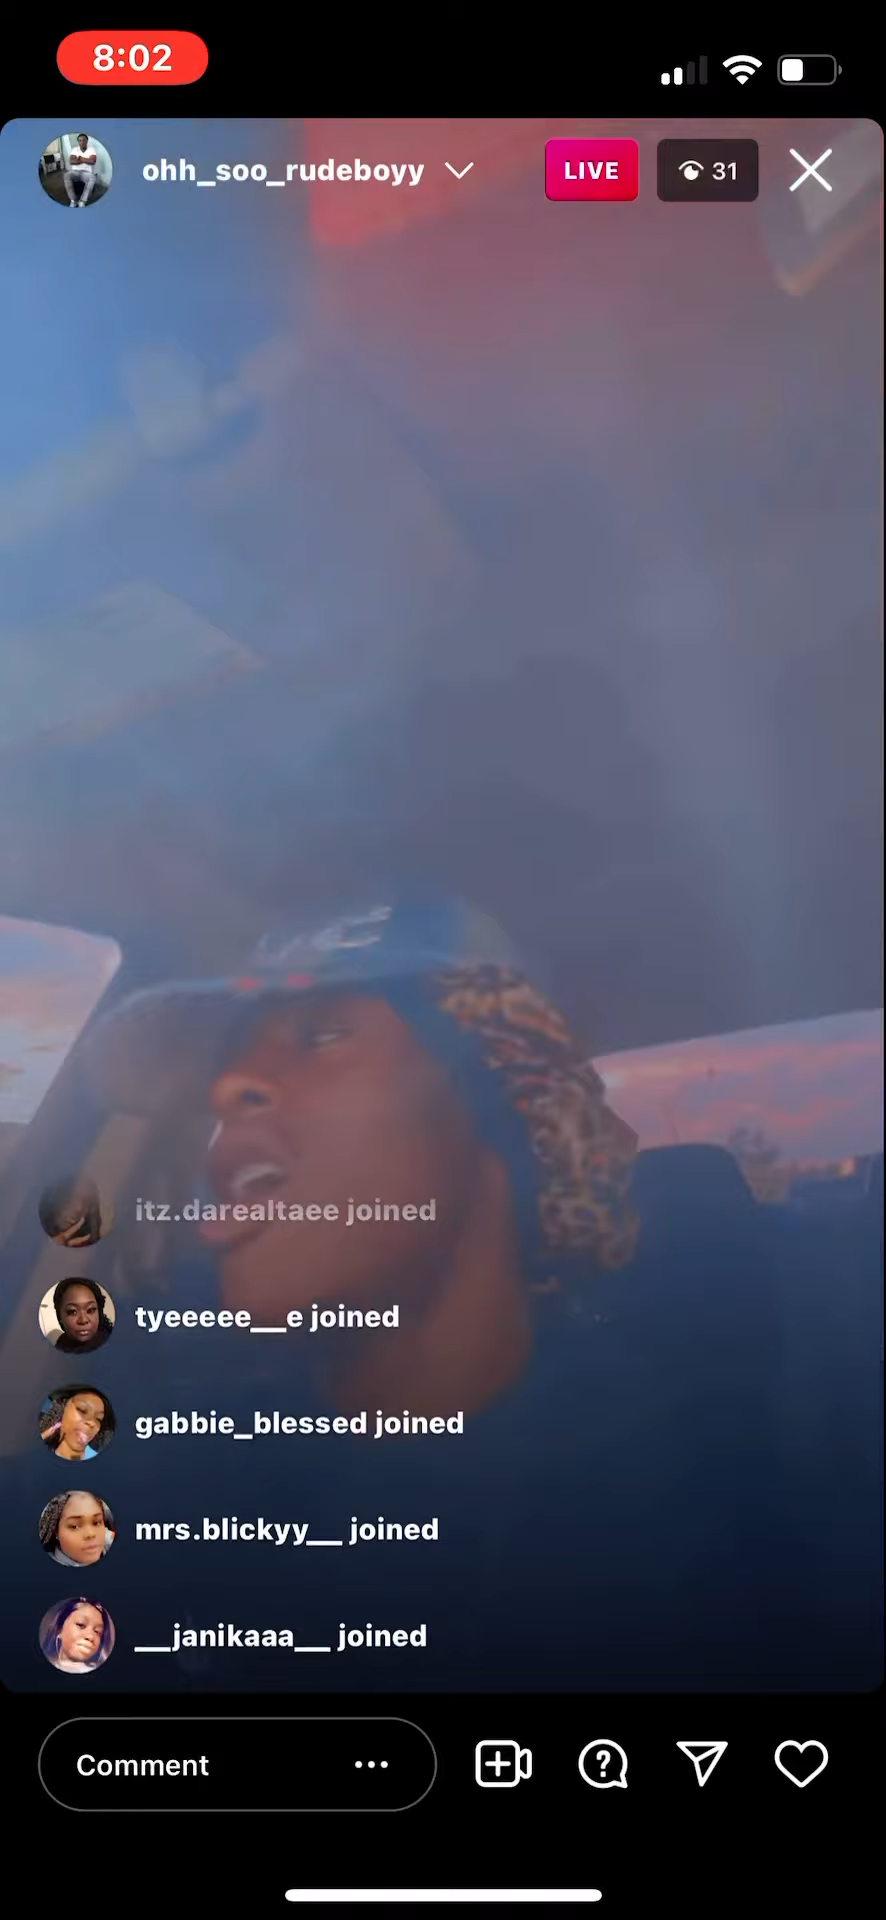 8:02
ohh_soo_rudeboyy LIVE 31
itz.darealtaee joined
tyeeeee__e joined
gabbie_blessed joined
mrs.blickyy__ joined
__janikaaa__ joined
Comment